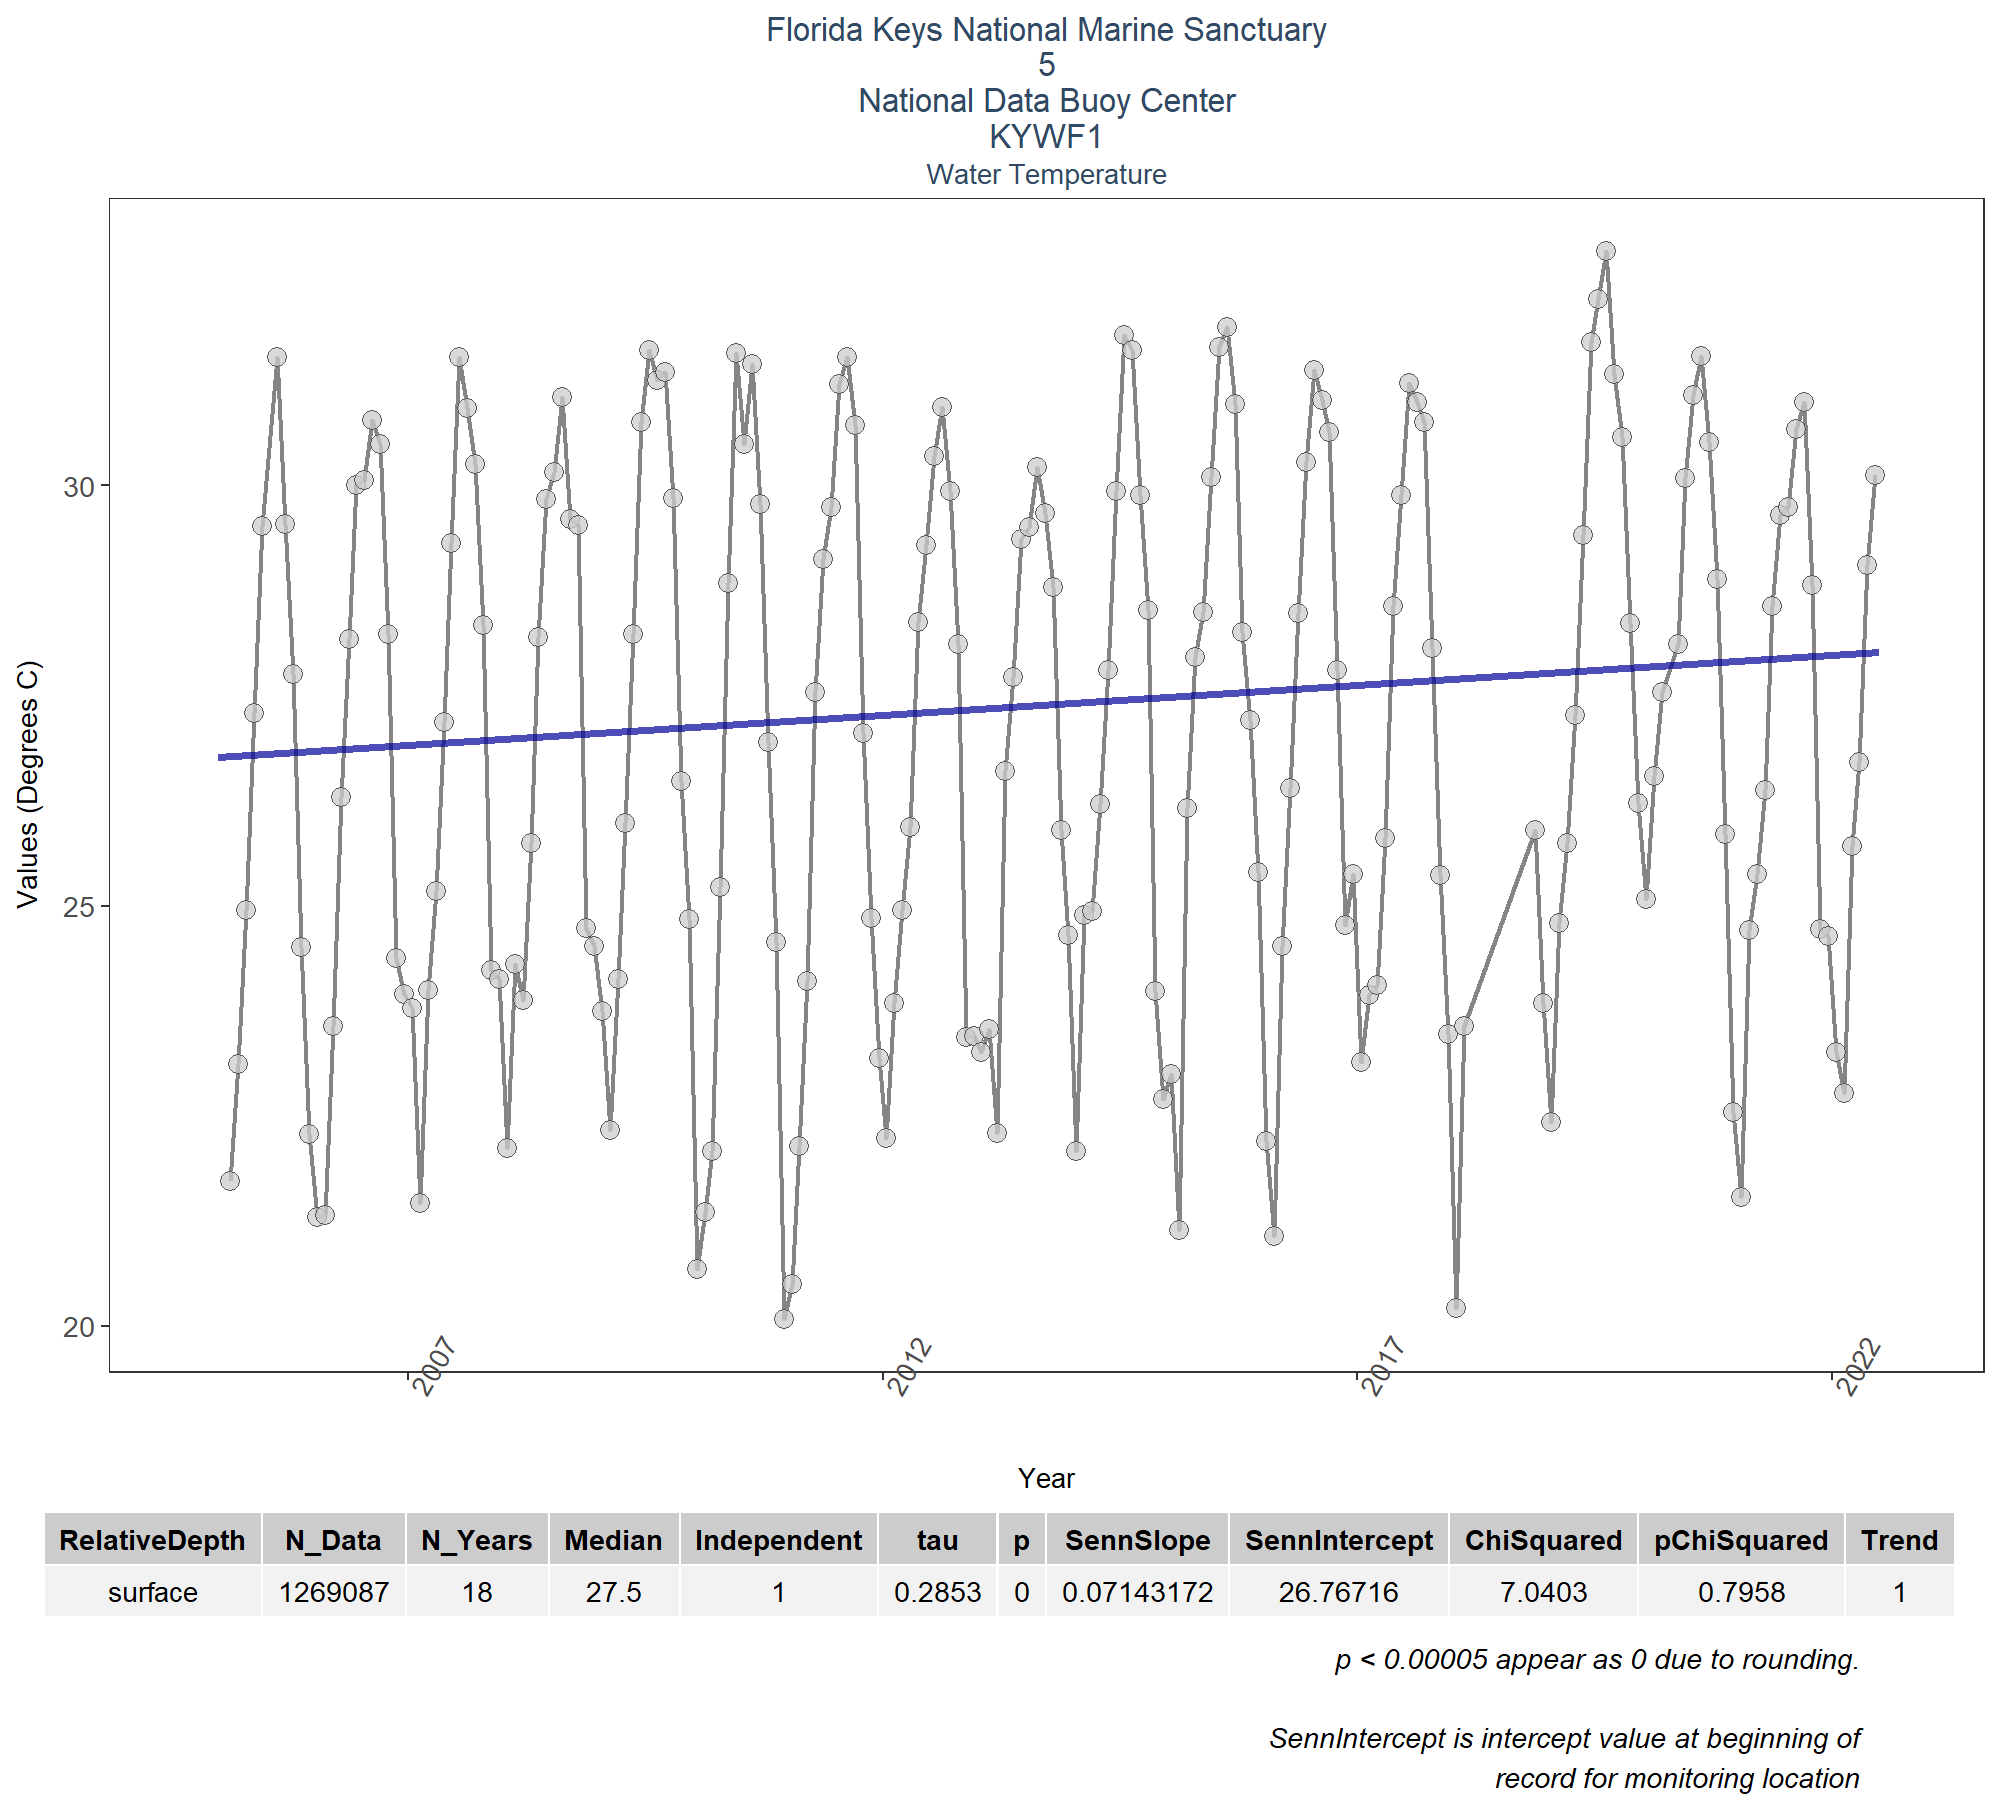 Florida Keys National Marine Sanctuary
5
National Data Buoy Center
KYWF1
Water Temperature
Values (Degrees C)
30
25
20
2007
2012
2017
2022
Year
RelativeDepth N_Data N_Years Median Independent tau p SennSlope SennIntercept ChiSquared pChiSquared Trend
surface 1269087 18 27.5 1 0.2853 0 0.07143172 26.76716 7.0403 0.7958 1
p < 0.00005 appear as 0 due to rounding.
SennIntercept is intercept value at beginning of
record for monitoring location